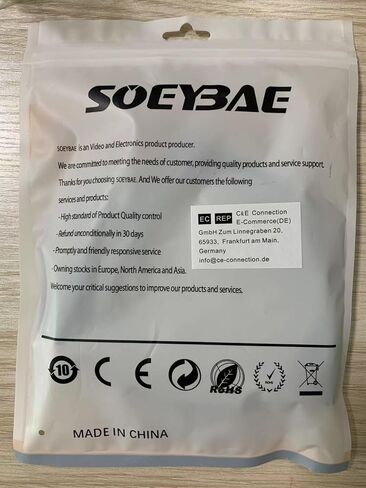 SOEYBAE
SOEYBAE is an Video and Electronics product producer.
We are committed to meeting the needs of customer, providing quality products and service support.
Thanks for you choosing SOEYBAE. And We offer our customers the following
services and products:
- High standard of Product Quality control
- Refund unconditionally in 30 days
- Promptly and friendly responsive service
- Owning stocks in Europe, North America and Asia.
Welcome your critical suggestions to improve our products and services.
EC REP
C&E Connection
E-Commerce(DE)
GmbH Zum Linnegraben 20,
65933, Frankfurt am Main,
Germany
info@ce-connection.de
10 CE FC RoHS
MADE IN CHINA